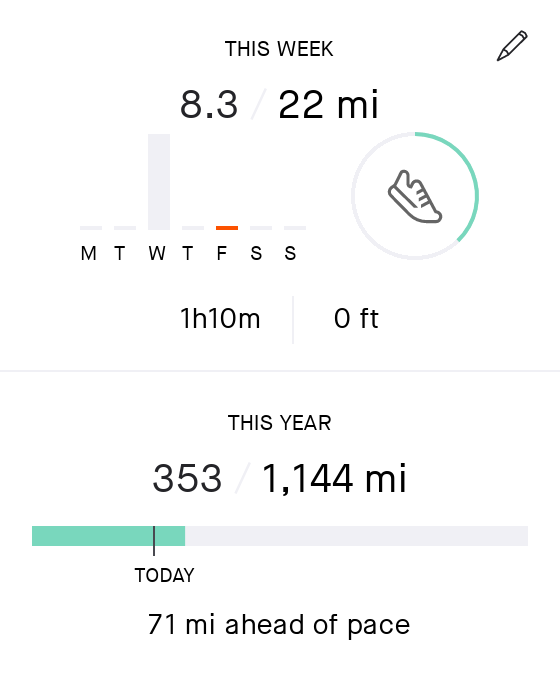 THIS WEEK
8.3 / 22 mi
M T W T F S S
1h10m 0 ft
THIS YEAR
353 / 1,144 mi
TODAY
71 mi ahead of pace